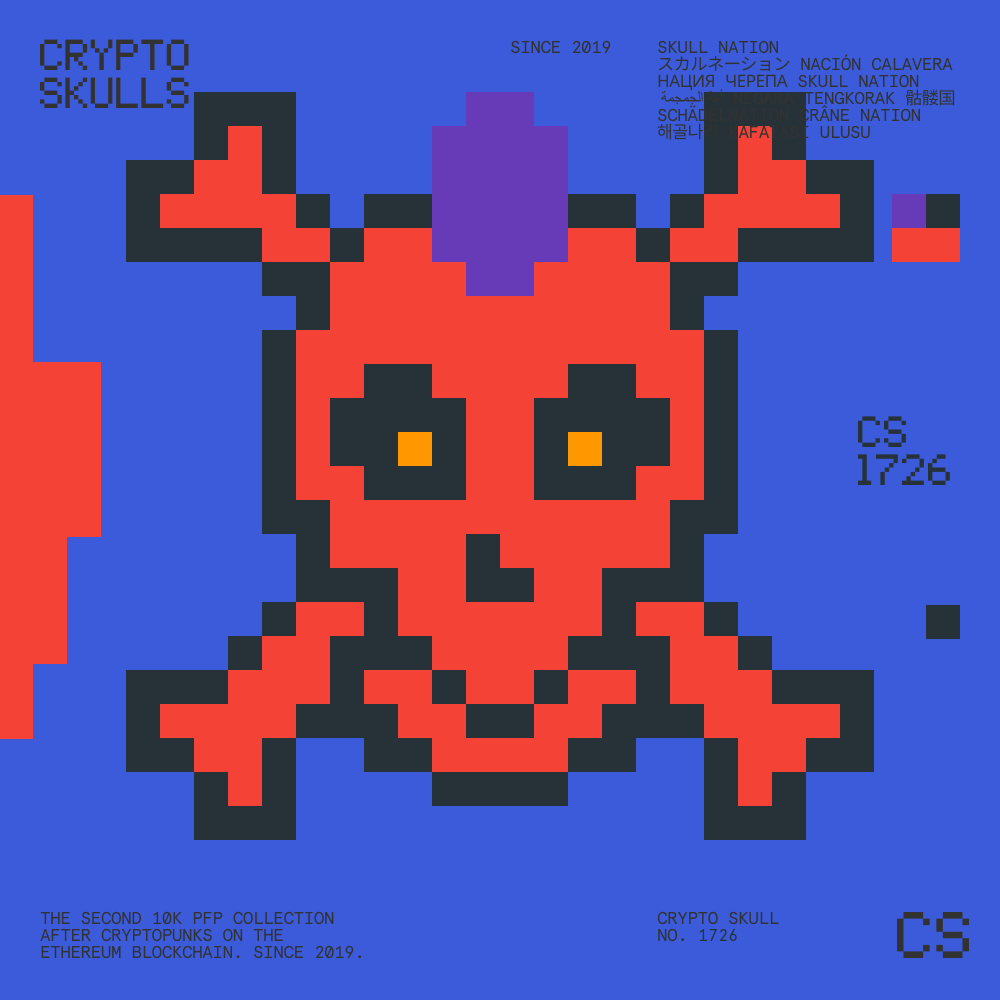 CRYPTO
SKULLS
SINCE 2019
SKULL NATION
スカルネーション NACIÓN CALAVERA
НАЦИЯ ЧЕРЕПА SKULL NATION
الجمجمة TENGKORAK 骷髅国
CRÂNE NATION
ULUSU
CS
1726
THE SECOND 10K PFP COLLECTION
AFTER CRYPTOPUNKS ON THE
ETHEREUM BLOCKCHAIN. SINCE 2019.
CRYPTO SKULL
NO. 1726
CS